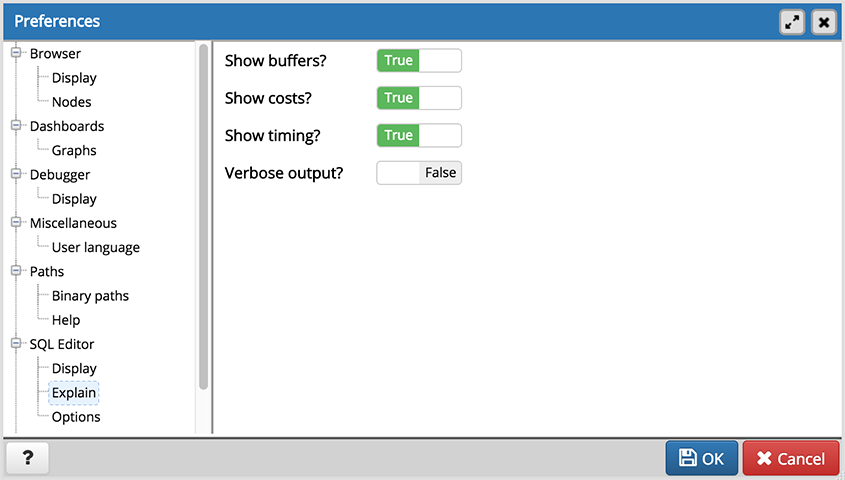 Preferences
Browser
Display
Nodes
Dashboards
Graphs
Debugger
Display
Miscellaneous
User language
Paths
Binary paths
Help
SQL Editor
Display
Explain
Options
Show buffers? True
Show costs? True
Show timing? True
Verbose output? False
? OK Cancel